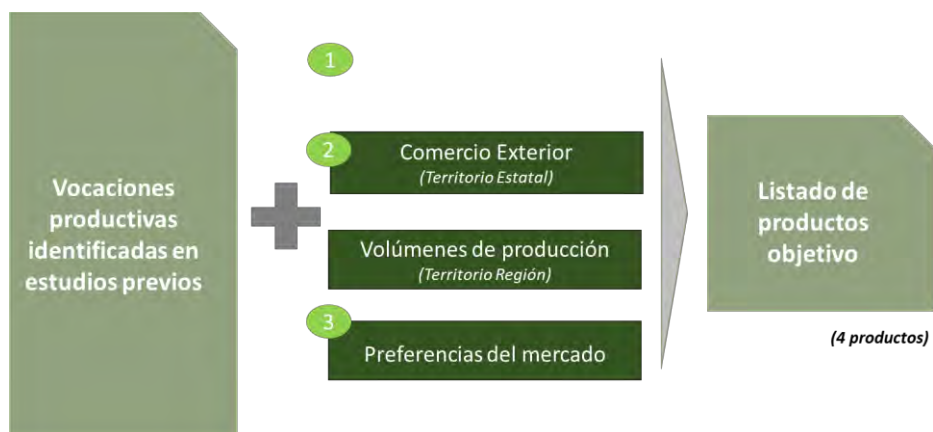 Vocaciones
productivas
identificadas en
estudios previos
1
2
Comercio Exterior
(Territorio Estatal)
Volúmenes de producción
(Territorio Región)
3
Preferencias del mercado
Listado de
productos
objetivo
(4 productos)